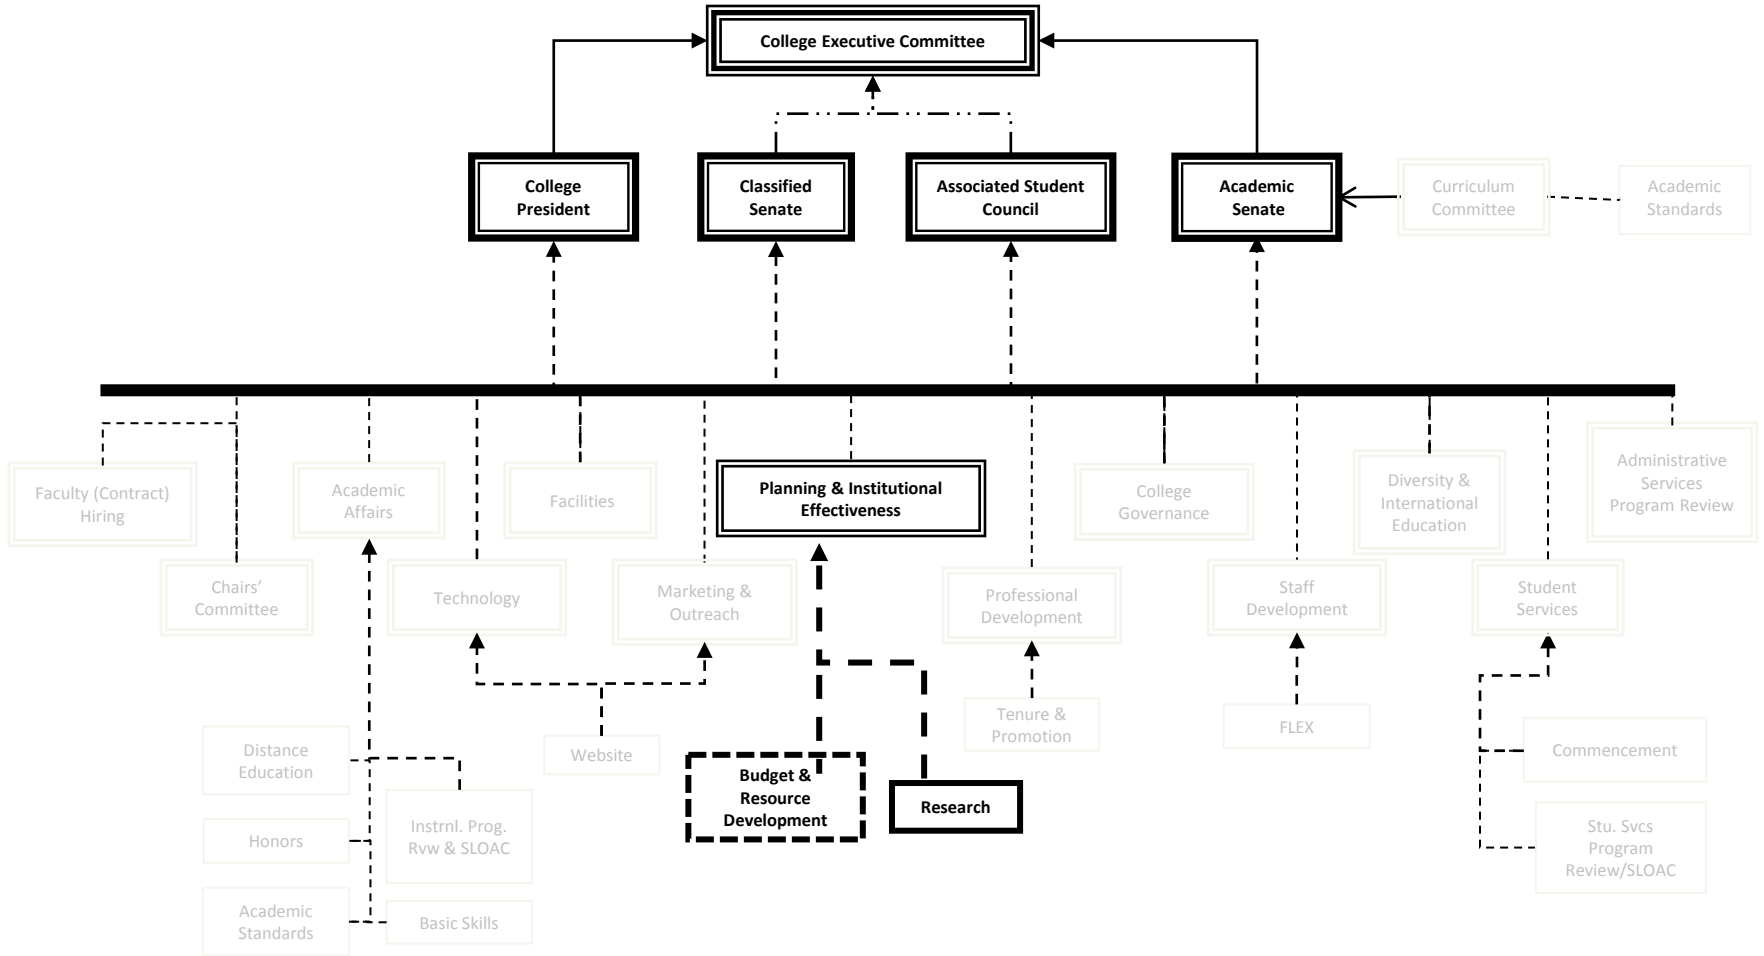 College Executive Committee
College
President
Classified
Senate
Associated Student
Council
Academic
Senate
Curriculum
Committee
Academic
Standards
Faculty (Contract)
Hiring
Academic
Affairs
Facilities
Planning & Institutional
Effectiveness
College
Governance
Diversity &
International
Education
Administrative
Services
Program Review
Chairs’
Committee
Technology
Marketing &
Outreach
Professional
Development
Staff
Development
Student
Services
Tenure &
Promotion
FLEX
Distance
Education
Website
Commencement
Budget &
Resource
Development
Research
Honors
Instrnl. Prog.
Rvw & SLOAC
Stu. Svcs
Program
Review/SLOAC
Academic
Standards
Basic Skills